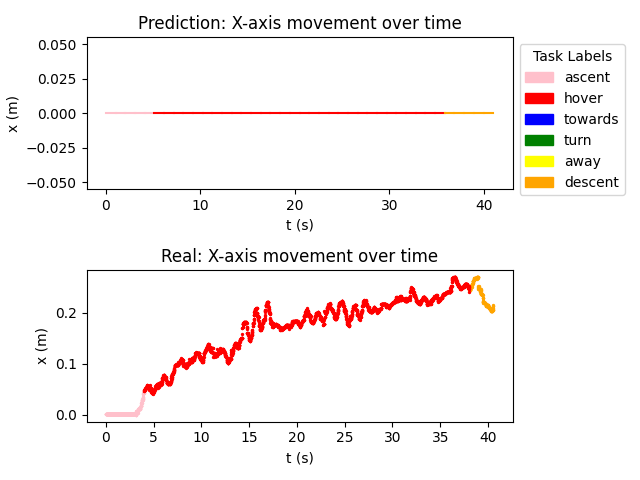 Prediction: X-axis movement over time
0.050
0.025
0.000
−0.025
−0.050
x (m)
0
10
20
30
40
t (s)
Task Labels
ascent
hover
towards
turn
away
descent
Real: X-axis movement over time
0.2
0.1
0.0
x (m)
0
5
10
15
20
25
30
35
40
t (s)